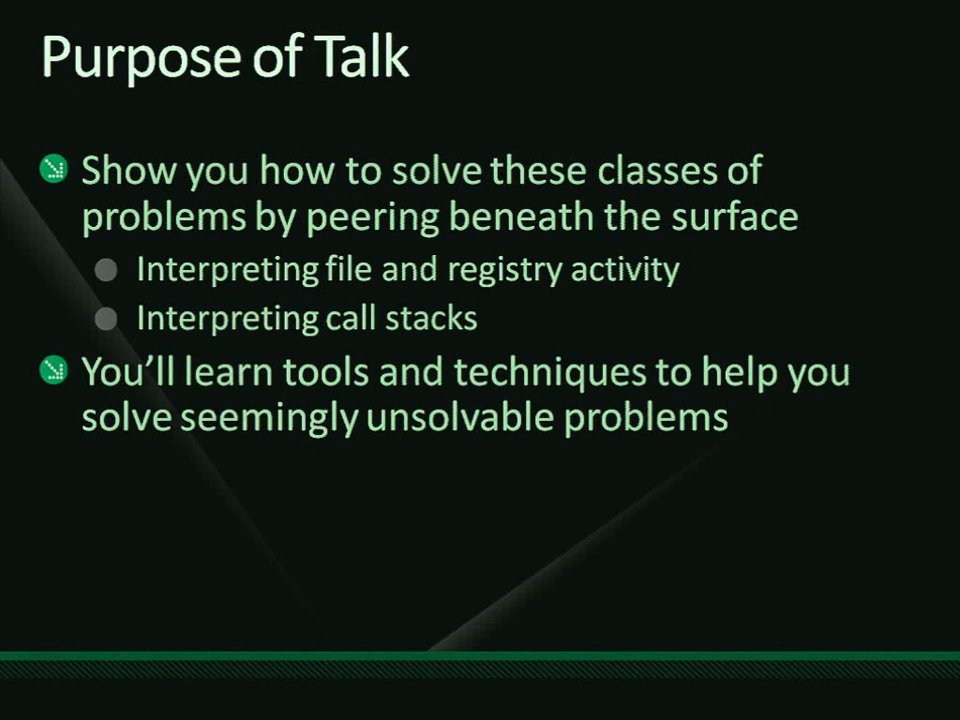 Purpose of Talk
Show you how to solve these classes of
problems by peering beneath the surface
Interpreting file and registry activity
Interpreting call stacks
You’ll learn tools and techniques to help you
solve seemingly unsolvable problems